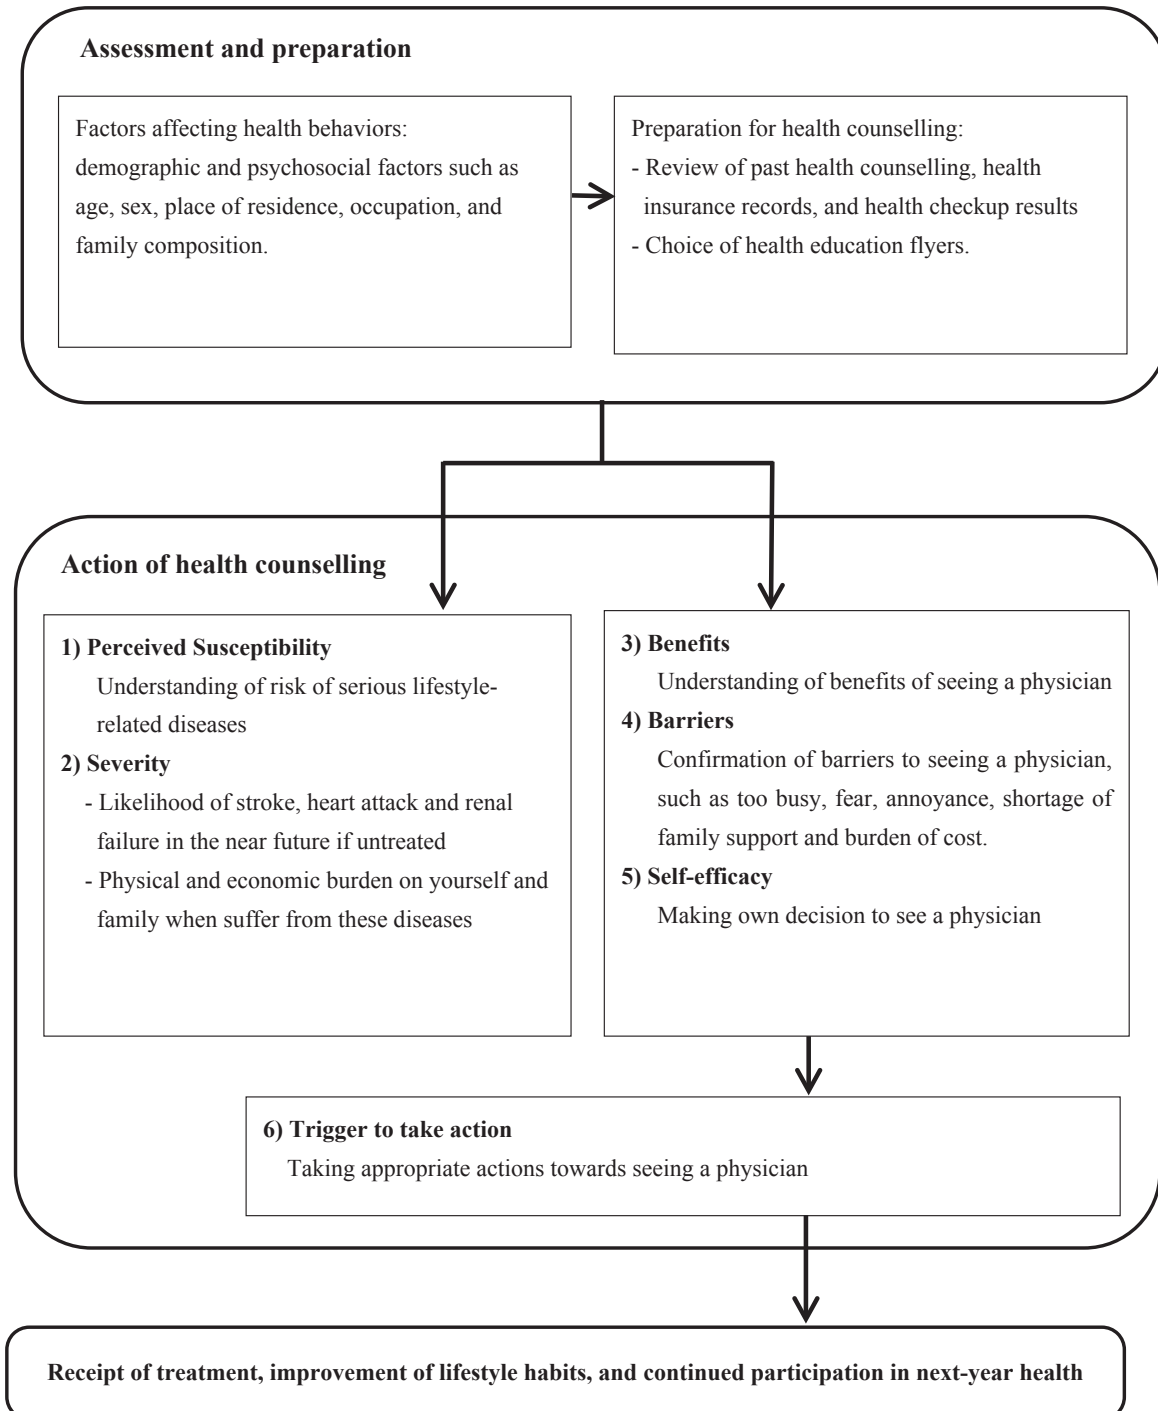 Assessment and preparation
Factors affecting health behaviors:
demographic and psychosocial factors such as
age, sex, place of residence, occupation, and
family composition.
Preparation for health counselling:
- Review of past health counselling, health
insurance records, and health checkup results
- Choice of health education flyers.
Action of health counselling
1) Perceived Susceptibility
Understanding of risk of serious lifestyle-
related diseases
2) Severity
- Likelihood of stroke, heart attack and renal
failure in the near future if untreated
- Physical and economic burden on yourself and
family when suffer from these diseases
3) Benefits
Understanding of benefits of seeing a physician
4) Barriers
Confirmation of barriers to seeing a physician,
such as too busy, fear, annoyance, shortage of
family support and burden of cost.
5) Self-efficacy
Making own decision to see a physician
6) Trigger to take action
Taking appropriate actions towards seeing a physician
Receipt of treatment, improvement of lifestyle habits, and continued participation in next-year health